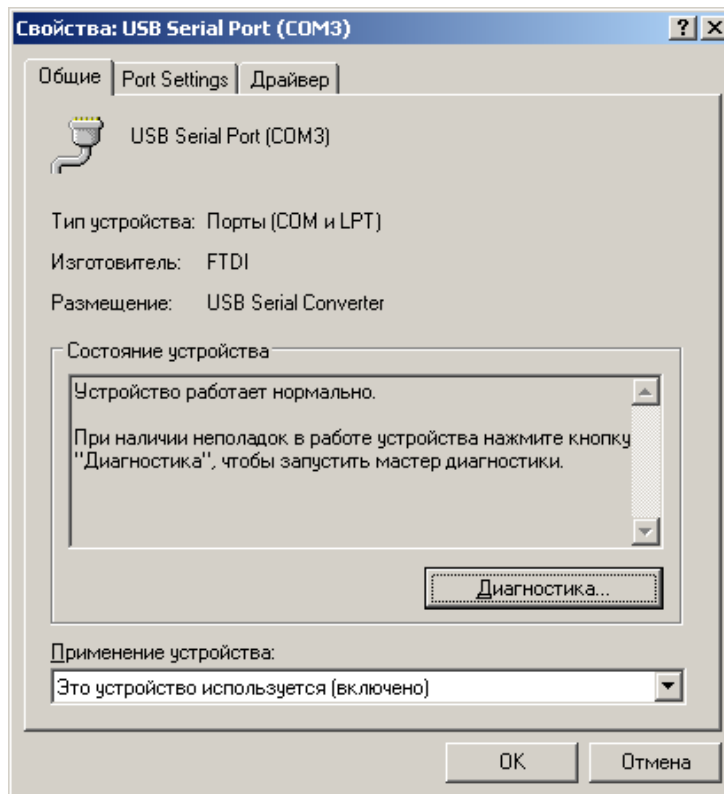 Свойства: USB Serial Port (COM3)
Общие Port Settings Драйвер
USB Serial Port (COM3)
Тип устройства: Порты (COM и LPT)
Изготовитель: FTDI
Размещение: USB Serial Converter
Состояние устройства
Устройство работает нормально.
При наличии неполадок в работе устройства нажмите кнопку
"Диагностика", чтобы запустить мастер диагностики.
Диагностика...
Применение устройства:
Это устройство используется (включено)
OK Отмена